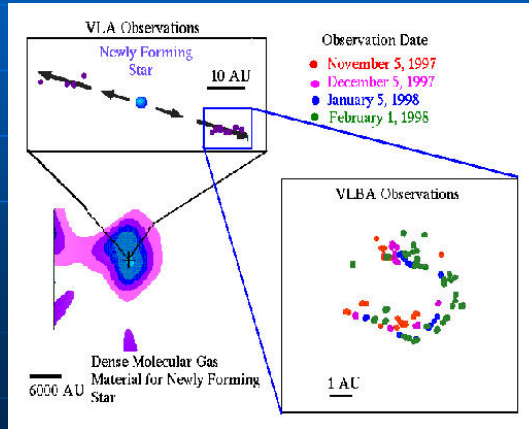 VLA Observations
Newly Forming
Star
10 AU
Observation Date
November 5, 1997
December 5, 1997
January 5, 1998
February 1, 1998
VLBA Observations
1 AU
Dense Molecular Gas
Material for Newly Forming
Star
6000 AU